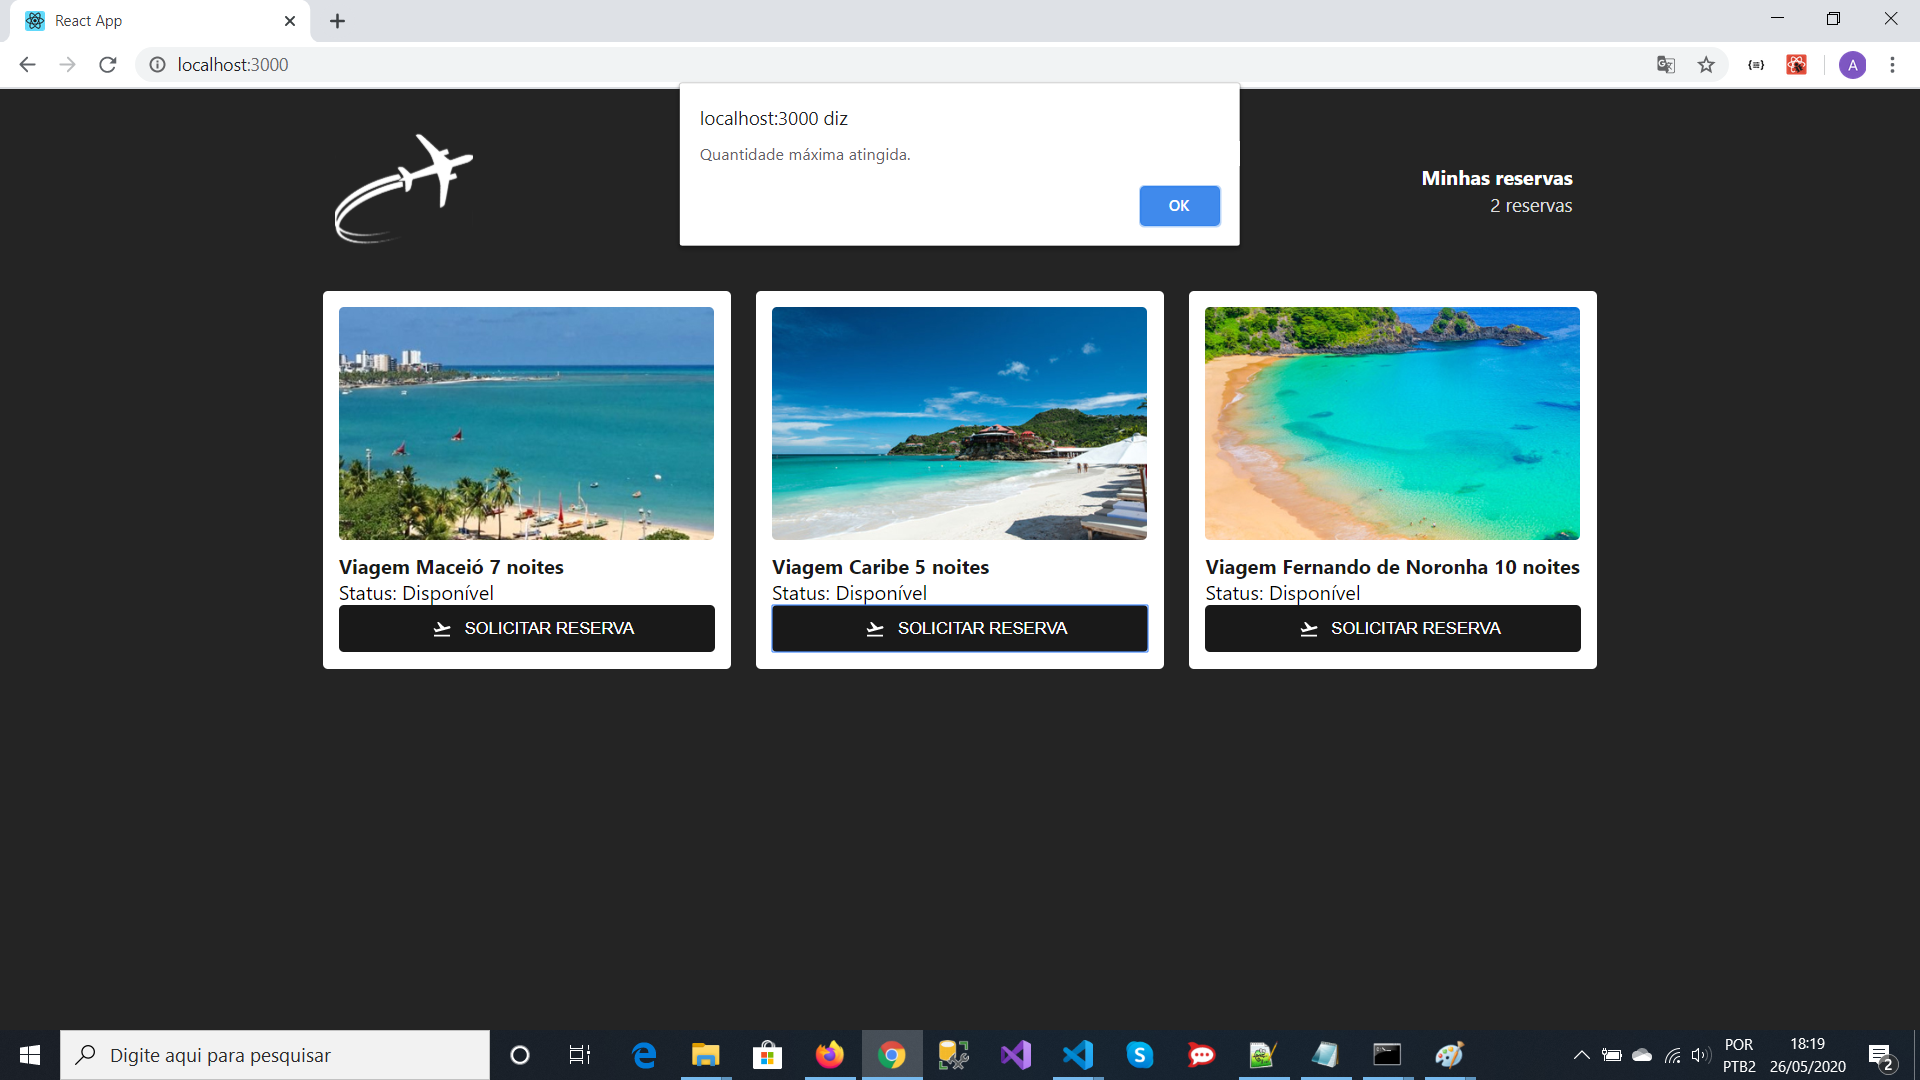 React App
localhost:3000
A
localhost:3000 diz
Quantidade máxima atingida.
OK
Minhas reservas
2 reservas
Viagem Maceió 7 noites
Status: Disponível
SOLICITAR RESERVA
Viagem Caribe 5 noites
Status: Disponível
SOLICITAR RESERVA
Viagem Fernando de Noronha 10 noites
Status: Disponível
SOLICITAR RESERVA
Digite aqui para pesquisar
POR
PTB2
18:19
26/05/2020
2